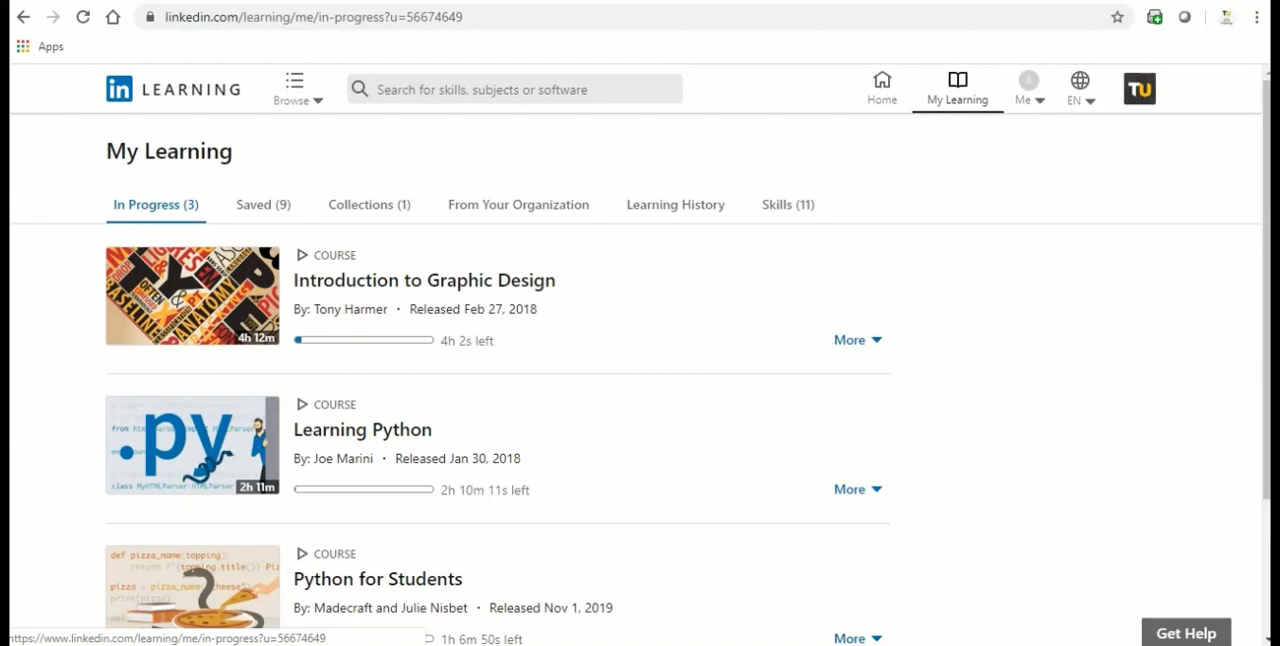 linkedin.com/learning/me/in-progress?u=56674649
Apps
in LEARNING
Browse
Search for skills, subjects or software
Home
My Learning
A
Me
EN
TU
My Learning
In Progress (3) Saved (9) Collections (1) From Your Organization Learning History Skills (11)
4h 12m
COURSE
Introduction to Graphic Design
By: Tony Harmer · Released Feb 27, 2018
4h 2s left
More
.py
2h 11m
COURSE
Learning Python
By: Joe Marini · Released Jan 30, 2018
2h 10m 11s left
More
def pizza_name(topping):
COURSE
Python for Students
By: Madecraft and Julie Nisbet · Released Nov 1, 2019
1h 6m 50s left
More
Get Help
https://www.linkedin.com/learning/me/in-progress?u=56674649